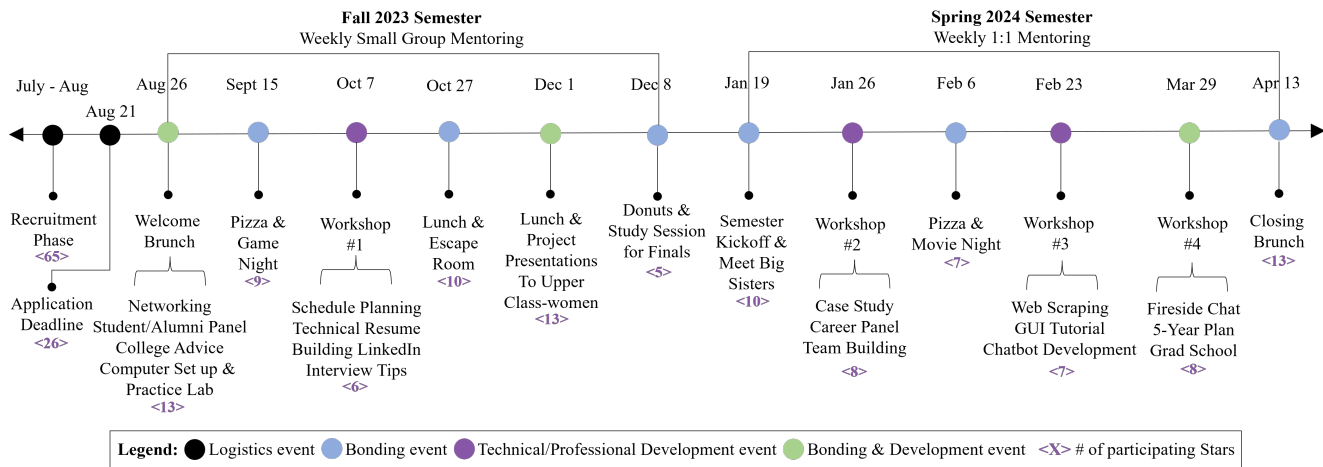 Fall 2023 Semester
Weekly Small Group Mentoring
Spring 2024 Semester
Weekly 1:1 Mentoring
July - Aug
Aug 21
Aug 26
Sept 15
Oct 7
Oct 27
Dec 1
Dec 8
Jan 19
Jan 26
Feb 6
Feb 23
Mar 29
Apr 13
Recruitment
Phase
<65>
Application
Deadline
<26>
Welcome
Brunch
Networking
Student/Alumni Panel
College Advice
Computer Set up &
Practice Lab
<13>
Pizza &
Game
Night
<9>
Workshop
#1
Schedule Planning
Technical Resume
Building LinkedIn
Interview Tips
<6>
Lunch &
Escape
Room
<10>
Lunch &
Project
Presentations
To Upper
Class-women
<13>
Donuts &
Study Session
for Finals
<5>
Semester
Kickoff &
Meet Big
Sisters
<10>
Workshop
#2
Case Study
Career Panel
Team Building
<8>
Pizza &
Movie Night
<7>
Workshop
#3
Web Scraping
GUI Tutorial
Chatbot Development
<7>
Workshop
#4
Fireside Chat
5-Year Plan
Grad School
<8>
Closing
Brunch
<13>
Legend: Logistics event Bonding event Technical/Professional Development event Bonding & Development event <X> # of participating Stars